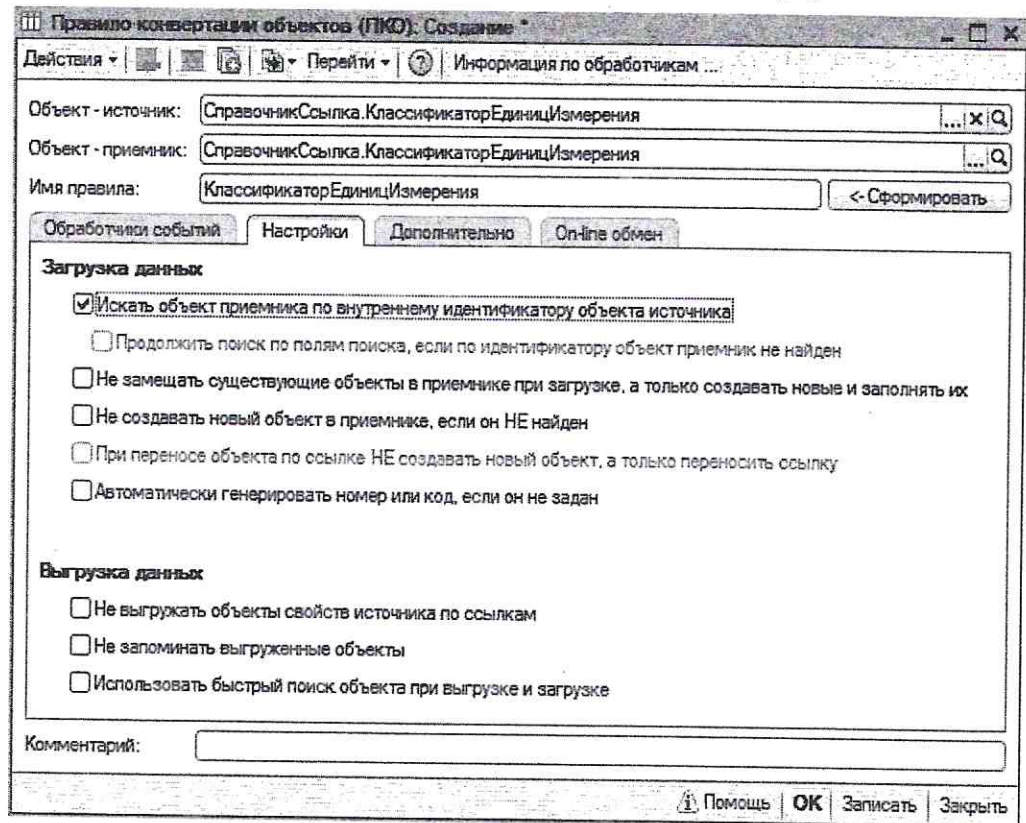 Правило конвертации объектов (ПКО): Создание *
Действия Перейти Информация по обработчикам ...
Объект - источник: СправочникСсылка.КлассификаторЕдиницИзмерения
Объект - приемник: СправочникСсылка.КлассификаторЕдиницИзмерения
Имя правила: КлассификаторЕдиницИзмерения <- Сформировать
Обработчики событий Настройки Дополнительно On-line обмен
Загрузка данных
Искать объект приемника по внутреннему идентификатору объекта источника
Продолжить поиск по полям поиска, если по идентификатору объект приемник не найден
Не замещать существующие объекты в приемнике при загрузке, а только создавать новые и заполнять их
Не создавать новый объект в приемнике, если он НЕ найден
При переносе объекта по ссылке НЕ создавать новый объект, а только переносить ссылку
Автоматически генерировать номер или код, если он не задан
Выгрузка данных
Не выгружать объекты свойств источника по ссылкам
Не запоминать выгруженные объекты
Использовать быстрый поиск объекта при выгрузке и загрузке
Комментарий:
Помощь OK Записать Закрыть